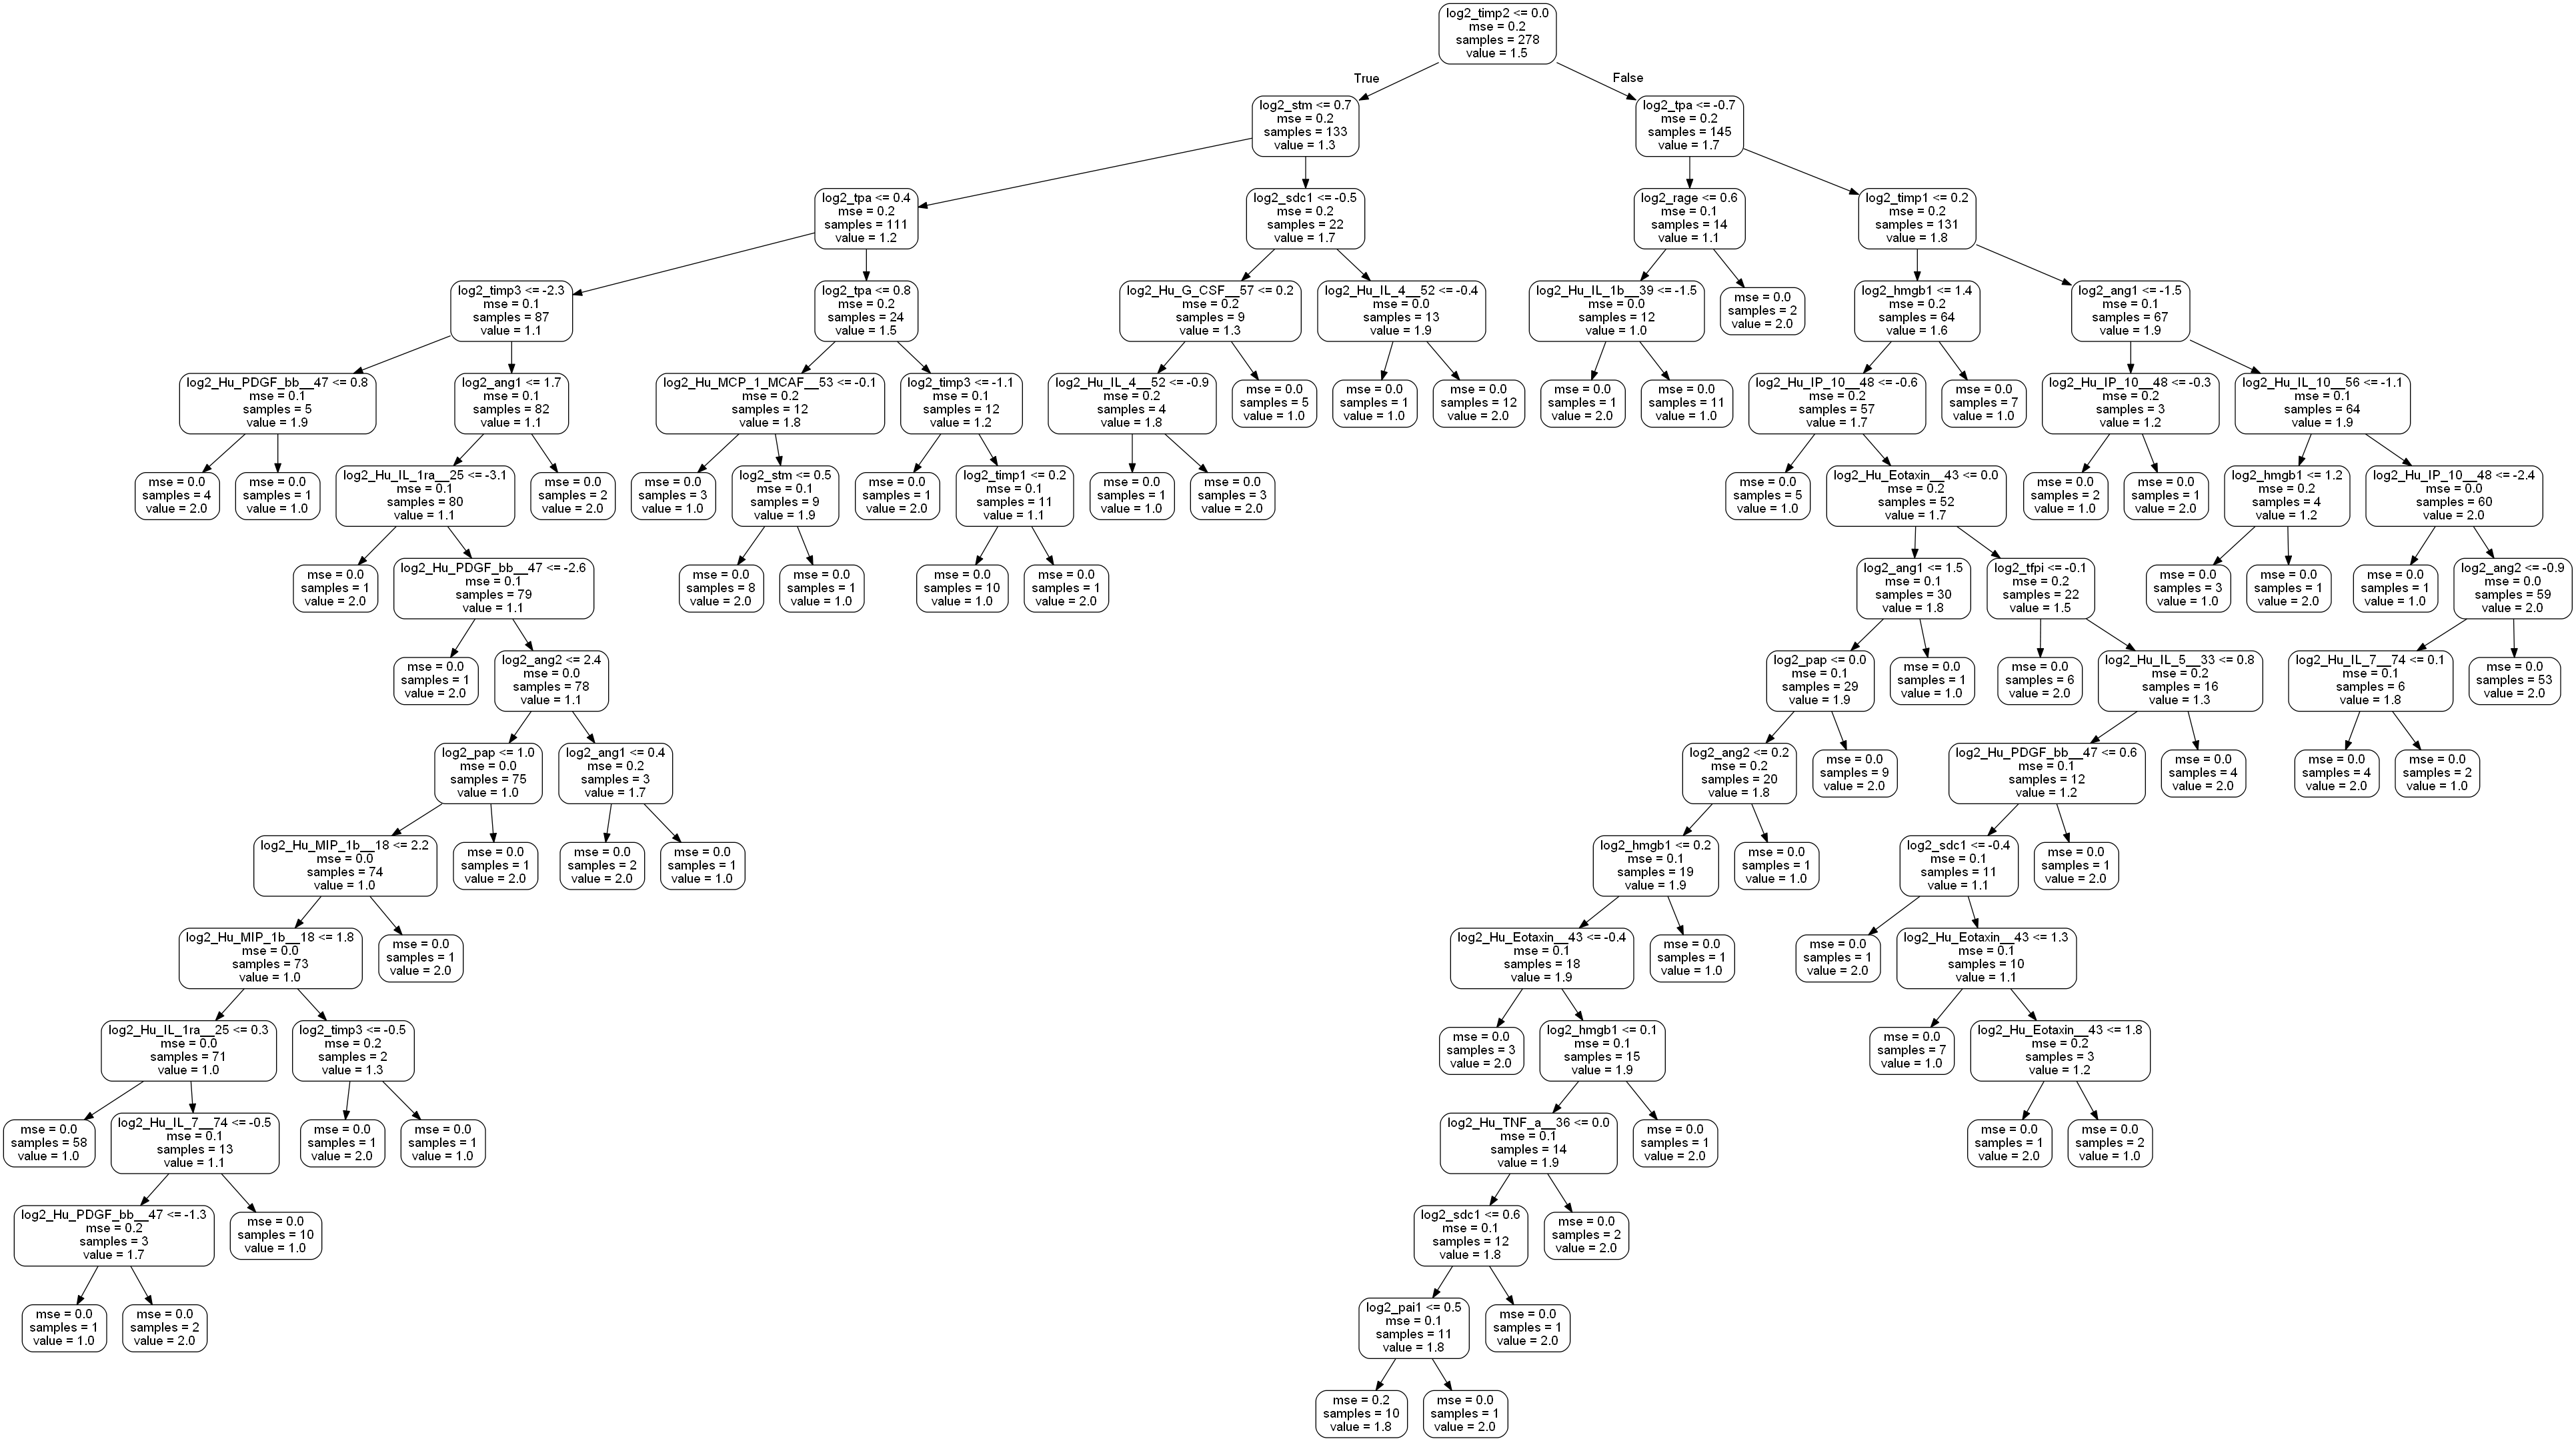 log2_timp2 <= 0.0
mse = 0.2
samples = 278
value = 1.5
True
False
log2_stm <= 0.7
mse = 0.2
samples = 133
value = 1.3
log2_tpa <= -0.7
mse = 0.2
samples = 145
value = 1.7
log2_tpa <= 0.4
mse = 0.2
samples = 111
value = 1.2
log2_sdc1 <= -0.5
mse = 0.2
samples = 22
value = 1.7
log2_rage <= 0.6
mse = 0.1
samples = 14
value = 1.1
log2_timp1 <= 0.2
mse = 0.2
samples = 131
value = 1.8
log2_timp3 <= -2.3
mse = 0.1
samples = 87
value = 1.1
log2_tpa <= 0.8
mse = 0.2
samples = 24
value = 1.5
log2_Hu_G_CSF__57 <= 0.2
mse = 0.2
samples = 9
value = 1.3
log2_Hu_IL_4__52 <= -0.4
mse = 0.0
samples = 13
value = 1.9
log2_Hu_IL_1b__39 <= -1.5
mse = 0.0
samples = 12
value = 1.0
mse = 0.0
samples = 2
value = 2.0
log2_hmgb1 <= 1.4
mse = 0.2
samples = 64
value = 1.6
log2_ang1 <= -1.5
mse = 0.1
samples = 67
value = 1.9
log2_Hu_PDGF_bb__47 <= 0.8
mse = 0.1
samples = 5
value = 1.9
log2_ang1 <= 1.7
mse = 0.1
samples = 82
value = 1.1
log2_Hu_MCP_1_MCAF__53 <= -0.1
mse = 0.2
samples = 12
value = 1.8
log2_timp3 <= -1.1
mse = 0.1
samples = 12
value = 1.2
log2_Hu_IL_4__52 <= -0.9
mse = 0.2
samples = 4
value = 1.8
mse = 0.0
samples = 5
value = 1.0
mse = 0.0
samples = 1
value = 1.0
mse = 0.0
samples = 12
value = 2.0
mse = 0.0
samples = 1
value = 2.0
mse = 0.0
samples = 11
value = 1.0
log2_Hu_IP_10__48 <= -0.6
mse = 0.2
samples = 57
value = 1.7
mse = 0.0
samples = 7
value = 1.0
log2_Hu_IP_10__48 <= -0.3
mse = 0.2
samples = 3
value = 1.2
log2_Hu_IL_10__56 <= -1.1
mse = 0.1
samples = 64
value = 1.9
mse = 0.0
samples = 4
value = 2.0
mse = 0.0
samples = 1
value = 1.0
log2_Hu_IL_1ra__25 <= -3.1
mse = 0.1
samples = 80
value = 1.1
mse = 0.0
samples = 2
value = 2.0
mse = 0.0
samples = 3
value = 1.0
log2_stm <= 0.5
mse = 0.1
samples = 9
value = 1.9
mse = 0.0
samples = 1
value = 2.0
log2_timp1 <= 0.2
mse = 0.1
samples = 11
value = 1.1
mse = 0.0
samples = 1
value = 1.0
mse = 0.0
samples = 3
value = 2.0
mse = 0.0
samples = 5
value = 1.0
log2_Hu_Eotaxin__43 <= 0.0
mse = 0.2
samples = 52
value = 1.7
mse = 0.0
samples = 2
value = 1.0
mse = 0.0
samples = 1
value = 2.0
log2_hmgb1 <= 1.2
mse = 0.2
samples = 4
value = 1.2
log2_Hu_IP_10__48 <= -2.4
mse = 0.0
samples = 60
value = 2.0
mse = 0.0
samples = 1
value = 2.0
log2_Hu_PDGF_bb__47 <= -2.6
mse = 0.1
samples = 79
value = 1.1
mse = 0.0
samples = 8
value = 2.0
mse = 0.0
samples = 1
value = 1.0
mse = 0.0
samples = 10
value = 1.0
mse = 0.0
samples = 1
value = 2.0
log2_ang1 <= 1.5
mse = 0.1
samples = 30
value = 1.8
log2_tfpi <= -0.1
mse = 0.2
samples = 22
value = 1.5
mse = 0.0
samples = 3
value = 1.0
mse = 0.0
samples = 1
value = 2.0
mse = 0.0
samples = 1
value = 1.0
log2_ang2 <= -0.9
mse = 0.0
samples = 59
value = 2.0
mse = 0.0
samples = 1
value = 2.0
log2_ang2 <= 2.4
mse = 0.0
samples = 78
value = 1.1
log2_pap <= 0.0
mse = 0.1
samples = 29
value = 1.9
mse = 0.0
samples = 1
value = 1.0
mse = 0.0
samples = 6
value = 2.0
log2_Hu_IL_5__33 <= 0.8
mse = 0.2
samples = 16
value = 1.3
log2_Hu_IL_7__74 <= 0.1
mse = 0.1
samples = 6
value = 1.8
mse = 0.0
samples = 53
value = 2.0
log2_pap <= 1.0
mse = 0.0
samples = 75
value = 1.0
log2_ang1 <= 0.4
mse = 0.2
samples = 3
value = 1.7
log2_ang2 <= 0.2
mse = 0.2
samples = 20
value = 1.8
mse = 0.0
samples = 9
value = 2.0
log2_Hu_PDGF_bb__47 <= 0.6
mse = 0.1
samples = 12
value = 1.2
mse = 0.0
samples = 4
value = 2.0
mse = 0.0
samples = 4
value = 2.0
mse = 0.0
samples = 2
value = 1.0
log2_Hu_MIP_1b__18 <= 2.2
mse = 0.0
samples = 74
value = 1.0
mse = 0.0
samples = 1
value = 2.0
mse = 0.0
samples = 2
value = 2.0
mse = 0.0
samples = 1
value = 1.0
log2_hmgb1 <= 0.2
mse = 0.1
samples = 19
value = 1.9
mse = 0.0
samples = 1
value = 1.0
log2_sdc1 <= -0.4
mse = 0.1
samples = 11
value = 1.1
mse = 0.0
samples = 1
value = 2.0
log2_Hu_MIP_1b__18 <= 1.8
mse = 0.0
samples = 73
value = 1.0
mse = 0.0
samples = 1
value = 2.0
log2_Hu_Eotaxin__43 <= -0.4
mse = 0.1
samples = 18
value = 1.9
mse = 0.0
samples = 1
value = 1.0
mse = 0.0
samples = 1
value = 2.0
log2_Hu_Eotaxin__43 <= 1.3
mse = 0.1
samples = 10
value = 1.1
log2_Hu_IL_1ra__25 <= 0.3
mse = 0.0
samples = 71
value = 1.0
log2_timp3 <= -0.5
mse = 0.2
samples = 2
value = 1.3
mse = 0.0
samples = 3
value = 2.0
log2_hmgb1 <= 0.1
mse = 0.1
samples = 15
value = 1.9
mse = 0.0
samples = 7
value = 1.0
log2_Hu_Eotaxin__43 <= 1.8
mse = 0.2
samples = 3
value = 1.2
mse = 0.0
samples = 58
value = 1.0
log2_Hu_IL_7__74 <= -0.5
mse = 0.1
samples = 13
value = 1.1
mse = 0.0
samples = 1
value = 2.0
mse = 0.0
samples = 1
value = 1.0
log2_Hu_TNF_a__36 <= 0.0
mse = 0.1
samples = 14
value = 1.9
mse = 0.0
samples = 1
value = 2.0
mse = 0.0
samples = 1
value = 2.0
mse = 0.0
samples = 2
value = 1.0
log2_Hu_PDGF_bb__47 <= -1.3
mse = 0.2
samples = 3
value = 1.7
mse = 0.0
samples = 10
value = 1.0
log2_sdc1 <= 0.6
mse = 0.1
samples = 12
value = 1.8
mse = 0.0
samples = 2
value = 2.0
mse = 0.0
samples = 1
value = 1.0
mse = 0.0
samples = 2
value = 2.0
log2_pai1 <= 0.5
mse = 0.1
samples = 11
value = 1.8
mse = 0.0
samples = 1
value = 2.0
mse = 0.2
samples = 10
value = 1.8
mse = 0.0
samples = 1
value = 2.0